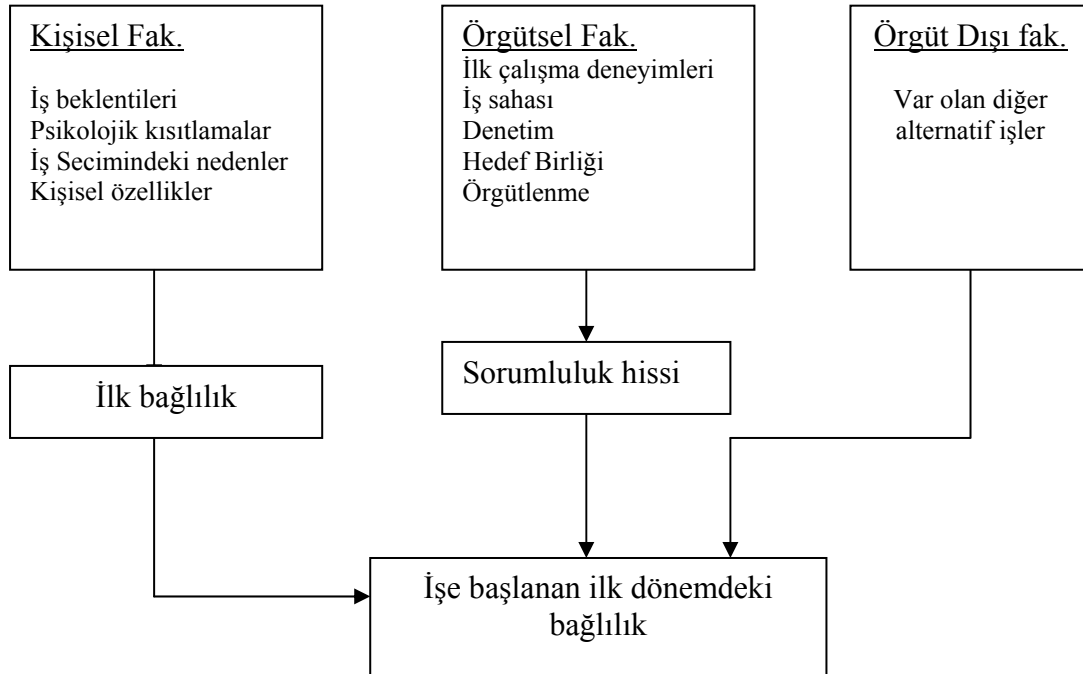 Kişisel Fak.
İş beklentileri
Psikolojik kısıtlamalar
İş Secimindeki nedenler
Kişisel özellikler
Örgütsel Fak.
İlk çalışma deneyimleri
İş sahası
Denetim
Hedef Birliği
Örgütlenme
Örgüt Dışı fak.
Var olan diğer
alternatif işler
İlk bağlılık
Sorumluluk hissi
İşe başlanan ilk dönemdeki
bağlılık